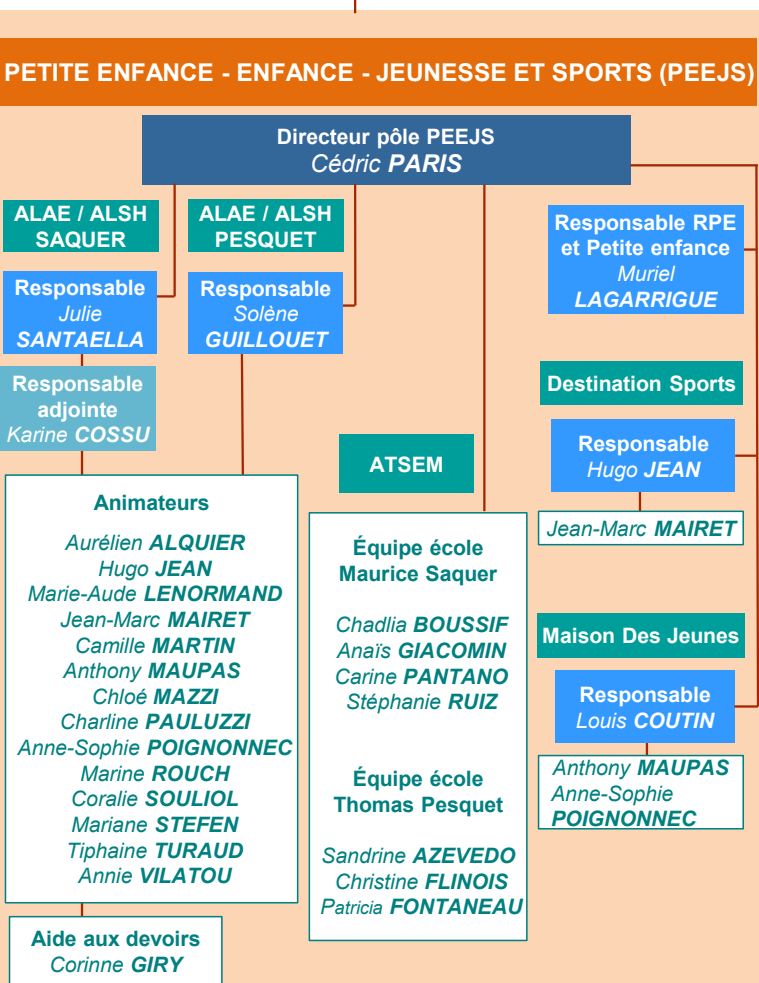 PETITE ENFANCE - ENFANCE - JEUNESSE ET SPORTS (PEEJS)
Directeur pôle PEEJS
Cédric PARIS
ALAE / ALSH
SAQUER
Responsable
Julie
SANTAELLA
Responsable
adjointe
Karine COSSU
ALAE / ALSH
PESQUET
Responsable
Solène
GUILLOUET
Animateurs
Aurélien ALQUIER
Hugo JEAN
Marie-Aude LENORMAND
Jean-Marc MAIRET
Camille MARTIN
Anthony MAUPAS
Chloé MAZZI
Charline PAULUZZI
Anne-Sophie POIGNONNEC
Marine ROUCH
Coralie SOULIOL
Mariane STEFEN
Tiphaine TURAUD
Annie VILATOU
Aide aux devoirs
Corinne GIRY
ATSEM
Équipe école
Maurice Saquer
Chadlia BOUSSIF
Anaïs GIACOMIN
Carine PANTANO
Stéphanie RUIZ
Équipe école
Thomas Pesquet
Sandrine AZEVEDO
Christine FLINOIS
Patricia FONTANEAU
Responsable RPE
et Petite enfance
Muriel
LAGARRIGUE
Destination Sports
Responsable
Hugo JEAN
Jean-Marc MAIRET
Maison Des Jeunes
Responsable
Louis COUTIN
Anthony MAUPAS
Anne-Sophie
POIGNONNEC